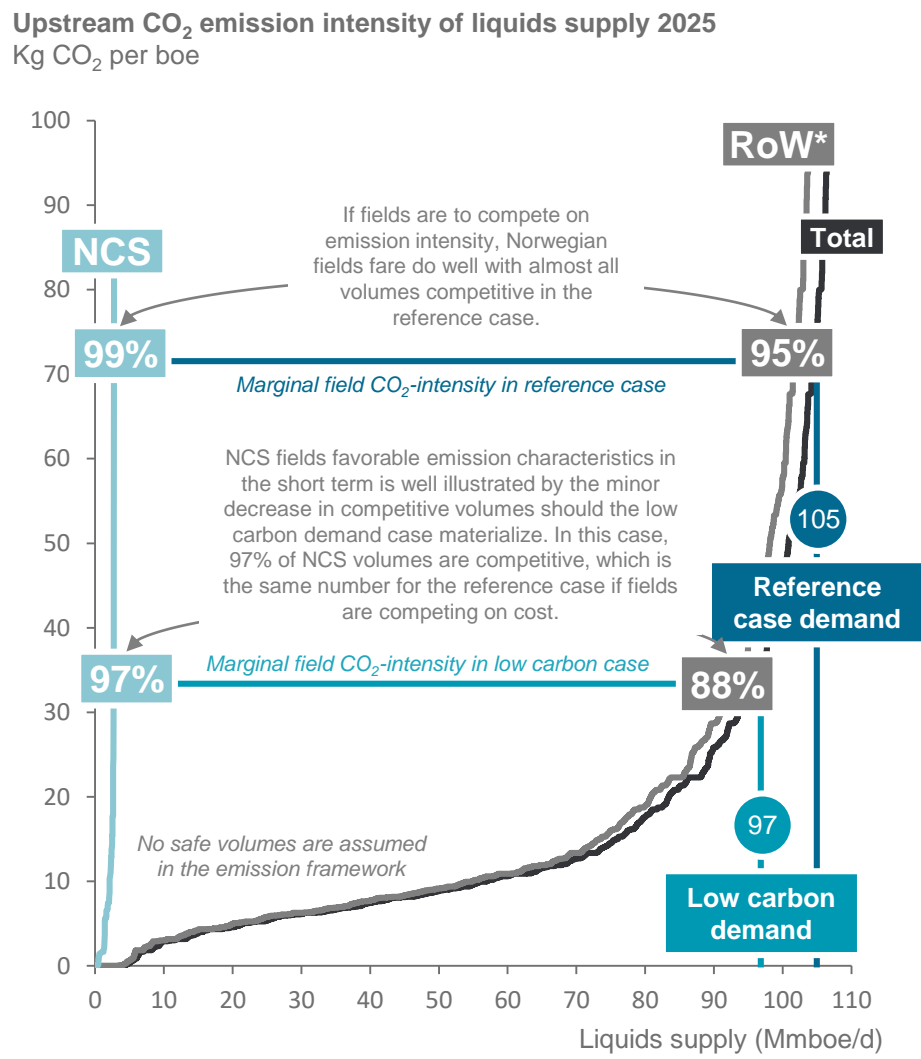 Upstream CO₂ emission intensity of liquids supply 2025
Kg CO₂ per boe
100
90
80
70
60
50
40
30
20
10
0
RoW*
Total
NCS
If fields are to compete on
emission intensity, Norwegian
fields fare do well with almost all
volumes competitive in the
reference case.
99%
95%
Marginal field CO₂-intensity in reference case
NCS fields favorable emission characteristics in
the short term is well illustrated by the minor
decrease in competitive volumes should the low
carbon demand case materialize. In this case,
97% of NCS volumes are competitive, which is
the same number for the reference case if fields
are competing on cost.
105
Reference
case demand
97%
Marginal field CO₂-intensity in low carbon case
88%
No safe volumes are assumed
in the emission framework
97
Low carbon
demand
0 10 20 30 40 50 60 70 80 90 100 110
Liquids supply (Mmboe/d)